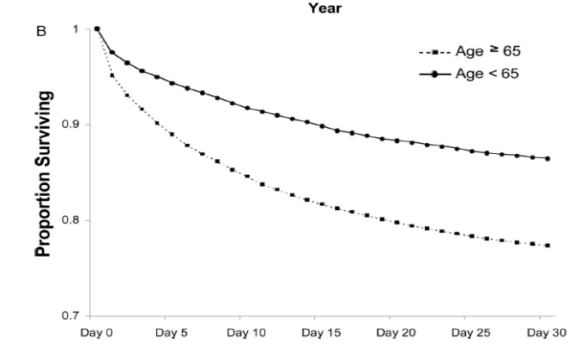 Year
B
1
Age ≥ 65
Age < 65
0.9
Proportion Surviving
0.8
0.7
Day 0 Day 5 Day 10 Day 15 Day 20 Day 25 Day 30